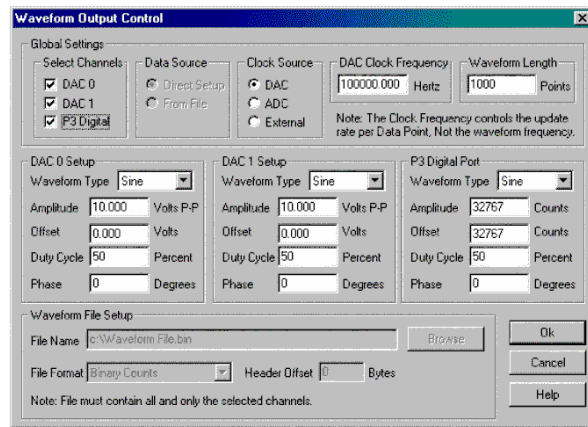 Waveform Output Control
Global Settings
Select Channels
DAC 0
DAC 1
P3 Digital
Data Source
Direct Setup
From File
Clock Source
DAC
ADC
External
DAC Clock Frequency
100000.000 Hertz
Waveform Length
1000 Points
Note: The Clock Frequency controls the update
rate per Data Point, Not the waveform frequency.
DAC 0 Setup
Waveform Type Sine
Amplitude 10.000 Volts P-P
Offset 0.000 Volts
Duty Cycle 50 Percent
Phase 0 Degrees
DAC 1 Setup
Waveform Type Sine
Amplitude 10.000 Volts P-P
Offset 0.000 Volts
Duty Cycle 50 Percent
Phase 0 Degrees
P3 Digital Port
Waveform Type Sine
Amplitude 32767 Counts
Offset 32767 Counts
Duty Cycle 50 Percent
Phase 0 Degrees
Waveform File Setup
File Name c:\Waveform File.bin Browse
File Format Binary Counts Header Offset 0 Bytes
Note: File must contain all and only the selected channels.
Ok
Cancel
Help